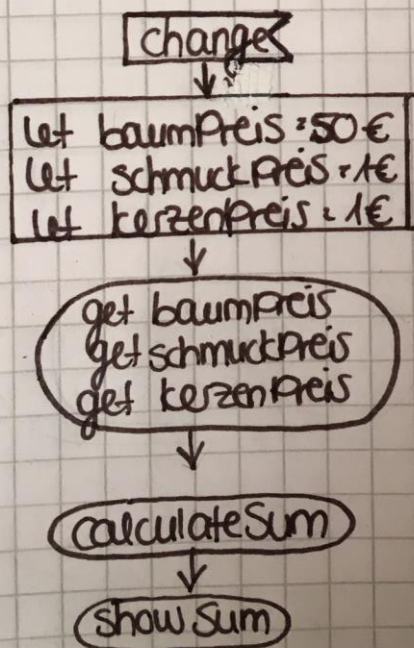 change
let baumPreis = 50€
let schmuckPreis = 1€
let kerzenpreis = 1€
get baumpreis
get schmuckpreis
get kerzenpreis
calculateSum
show Sum